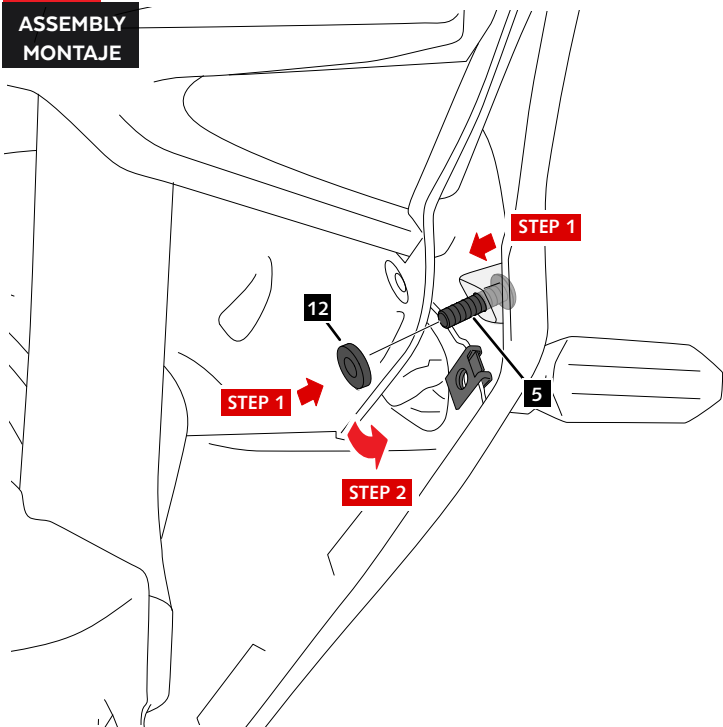 ASSEMBLY
MONTAJE
STEP 1
12
STEP 1
5
STEP 2